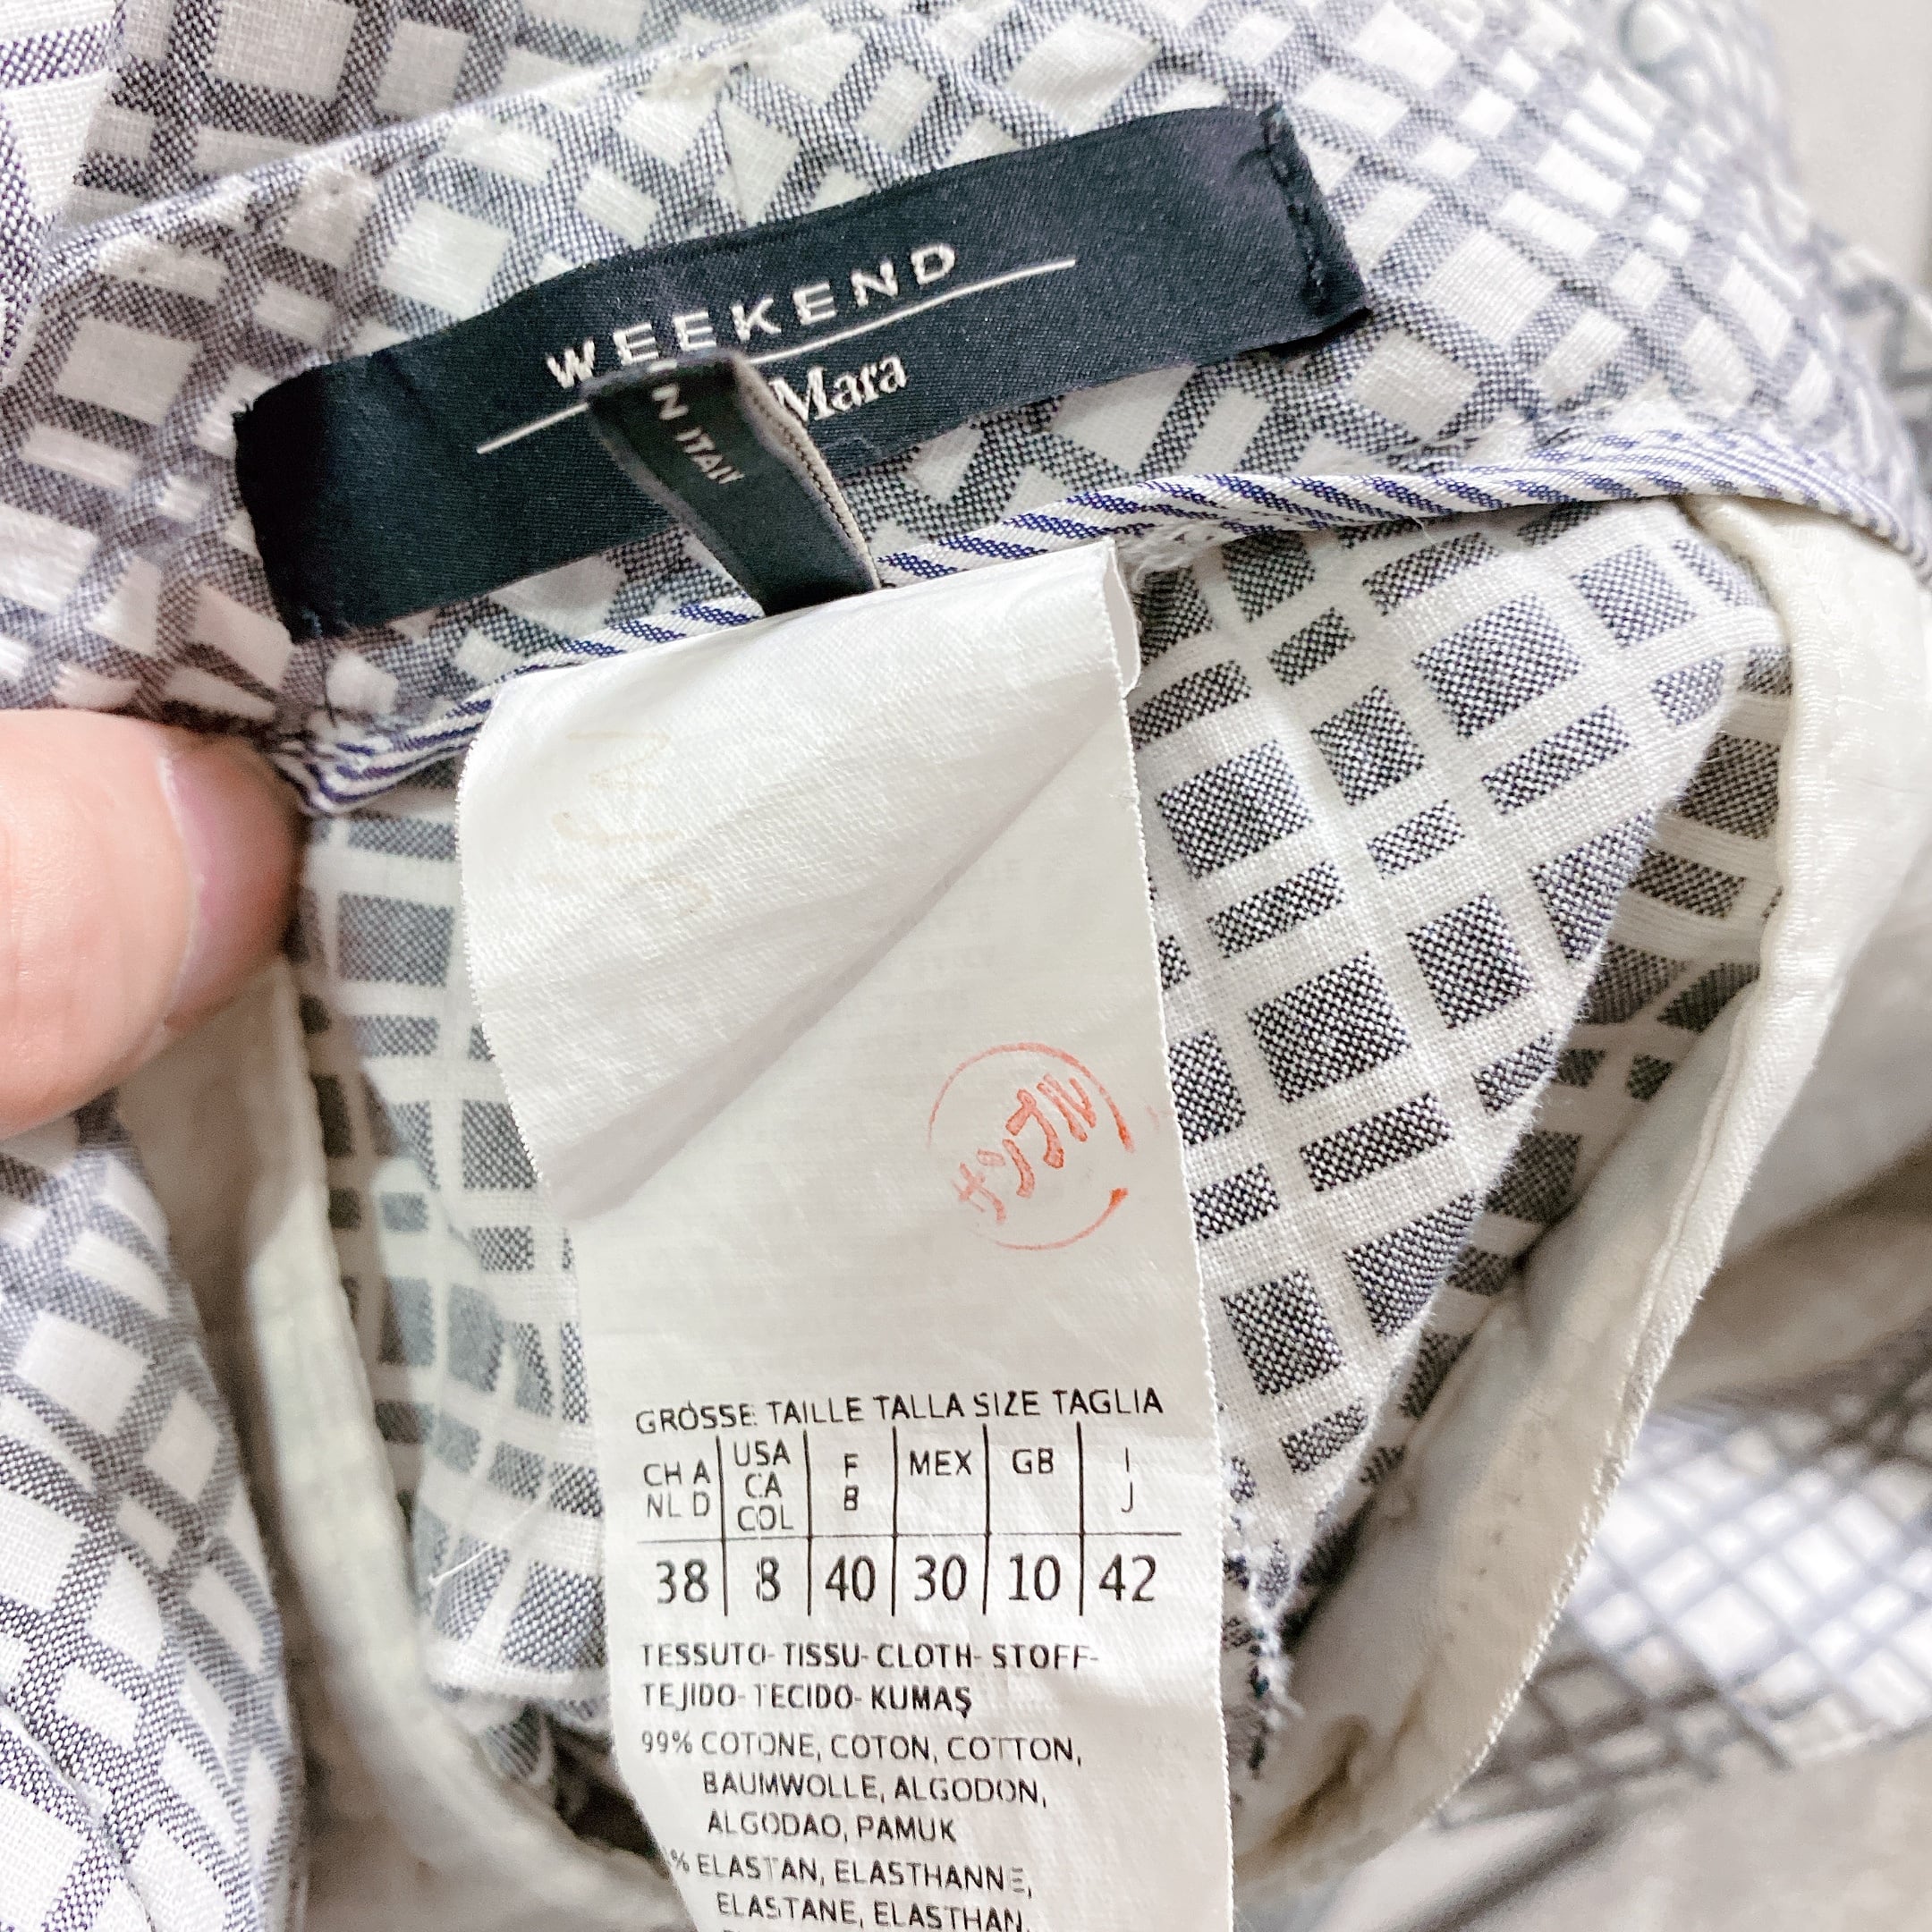 WEEKEND
Mara
N ITALY
サンプル
GRÖSSE TAILLE TALLA SIZE TAGLIA
CH A NL D USA CA COL F B MEX GB I J
38 8 40 30 10 42
TESSUTO-TISSU-CLOTH-STOFF-
TEJIDO-TECIDO-KUMAŞ
99% COTONE, COTON, COTTON,
BAUMWOLLE, ALGODON,
ALGODAO, PAMUK
% ELASTAN, ELASTHANNE,
ELASTANE, ELASTHAN,